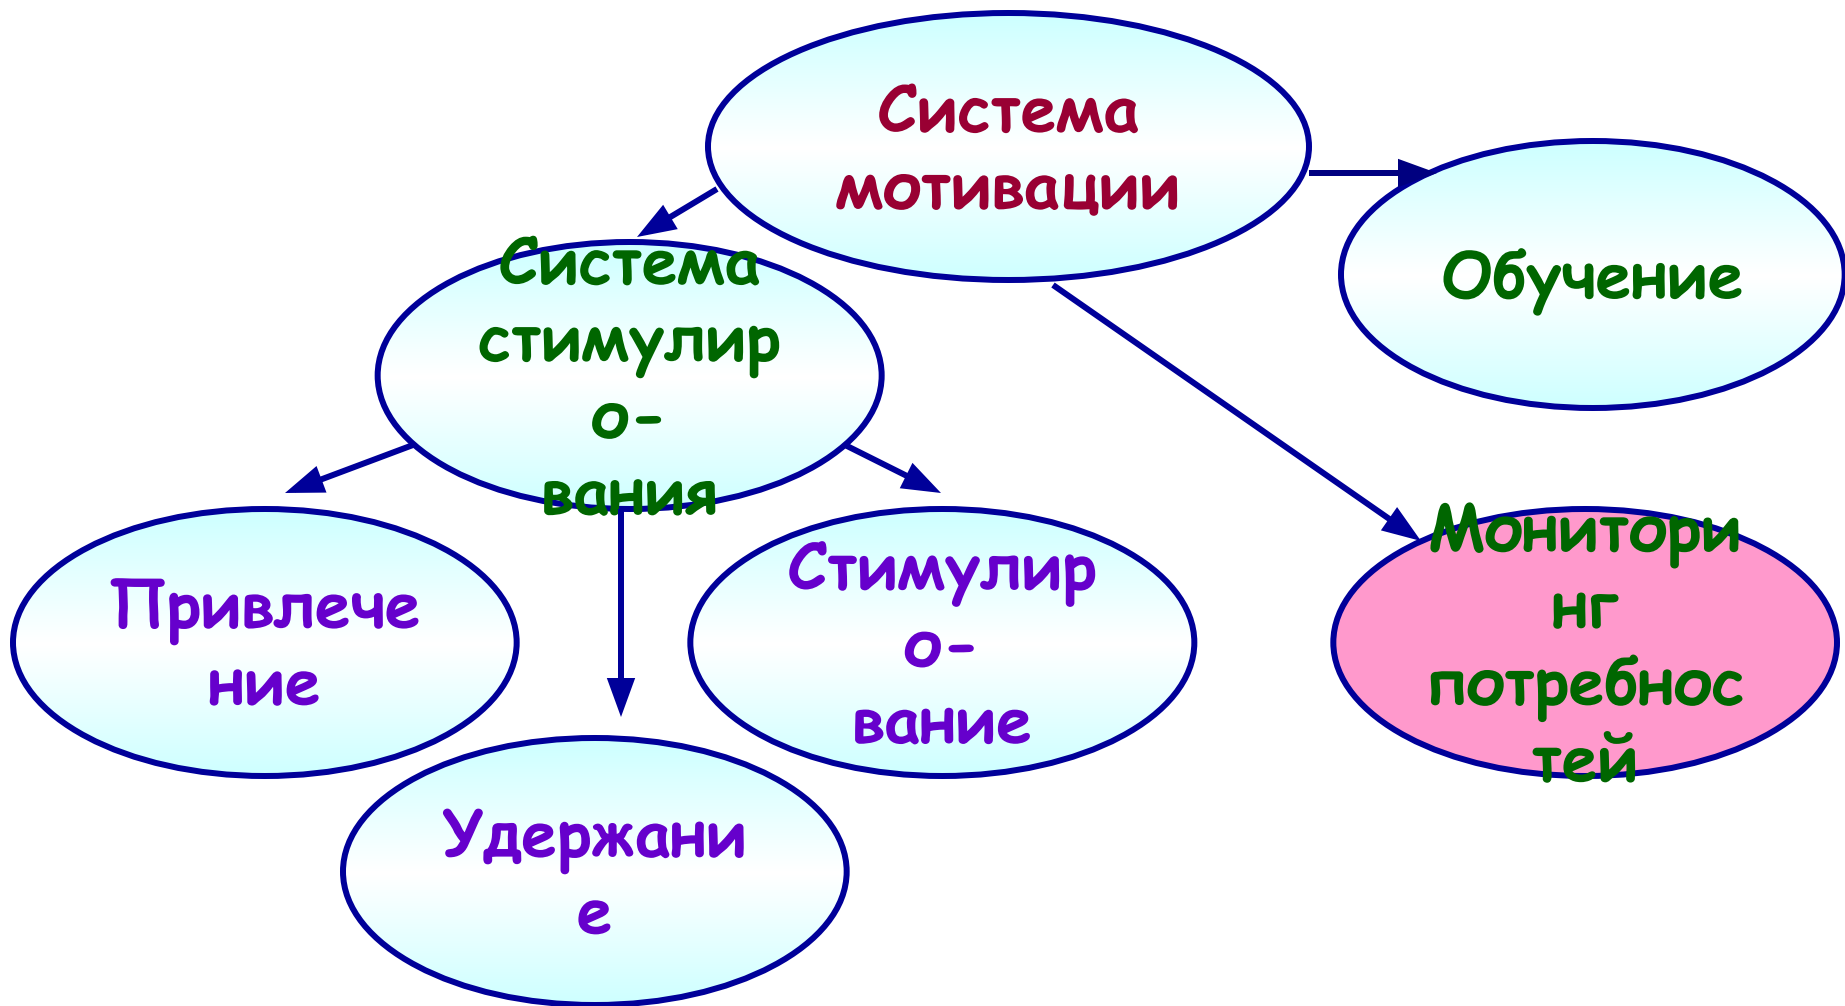 Система
мотивации
Обучение
Система
стимулир
о-
вания
Монитори
нг
потребнос
тей
Привлече
ние
Стимулир
о-
вание
Удержани
е